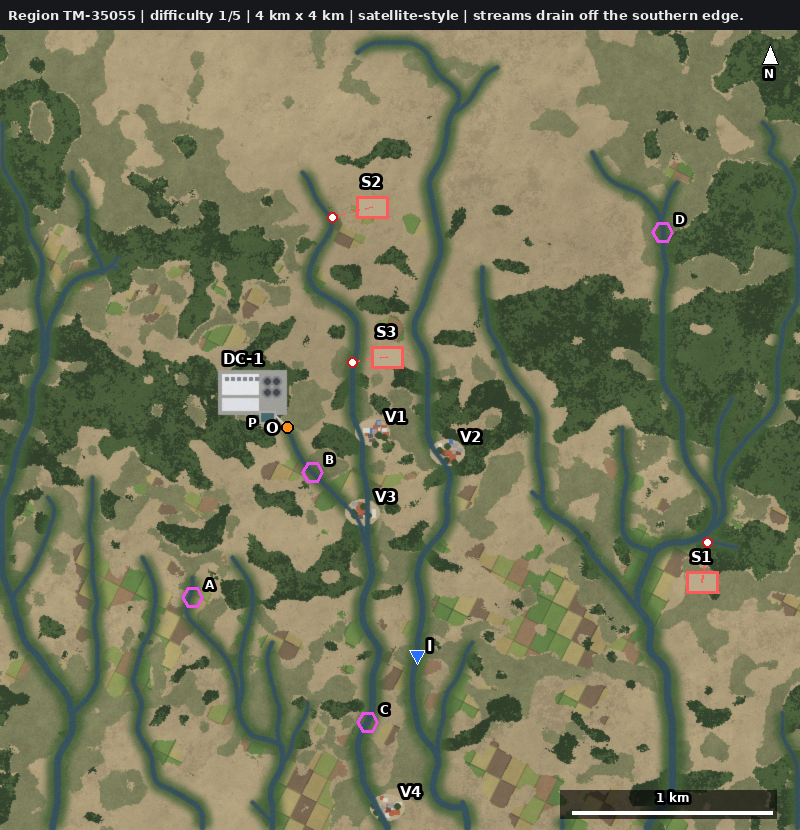 Region TM-35055 | difficulty 1/5 | 4 km x 4 km | satellite-style | streams drain off the southern edge.
N
S2
D
S3
DC-1
P
O
V1
V2
B
V3
S1
A
I
C
V4
1 km